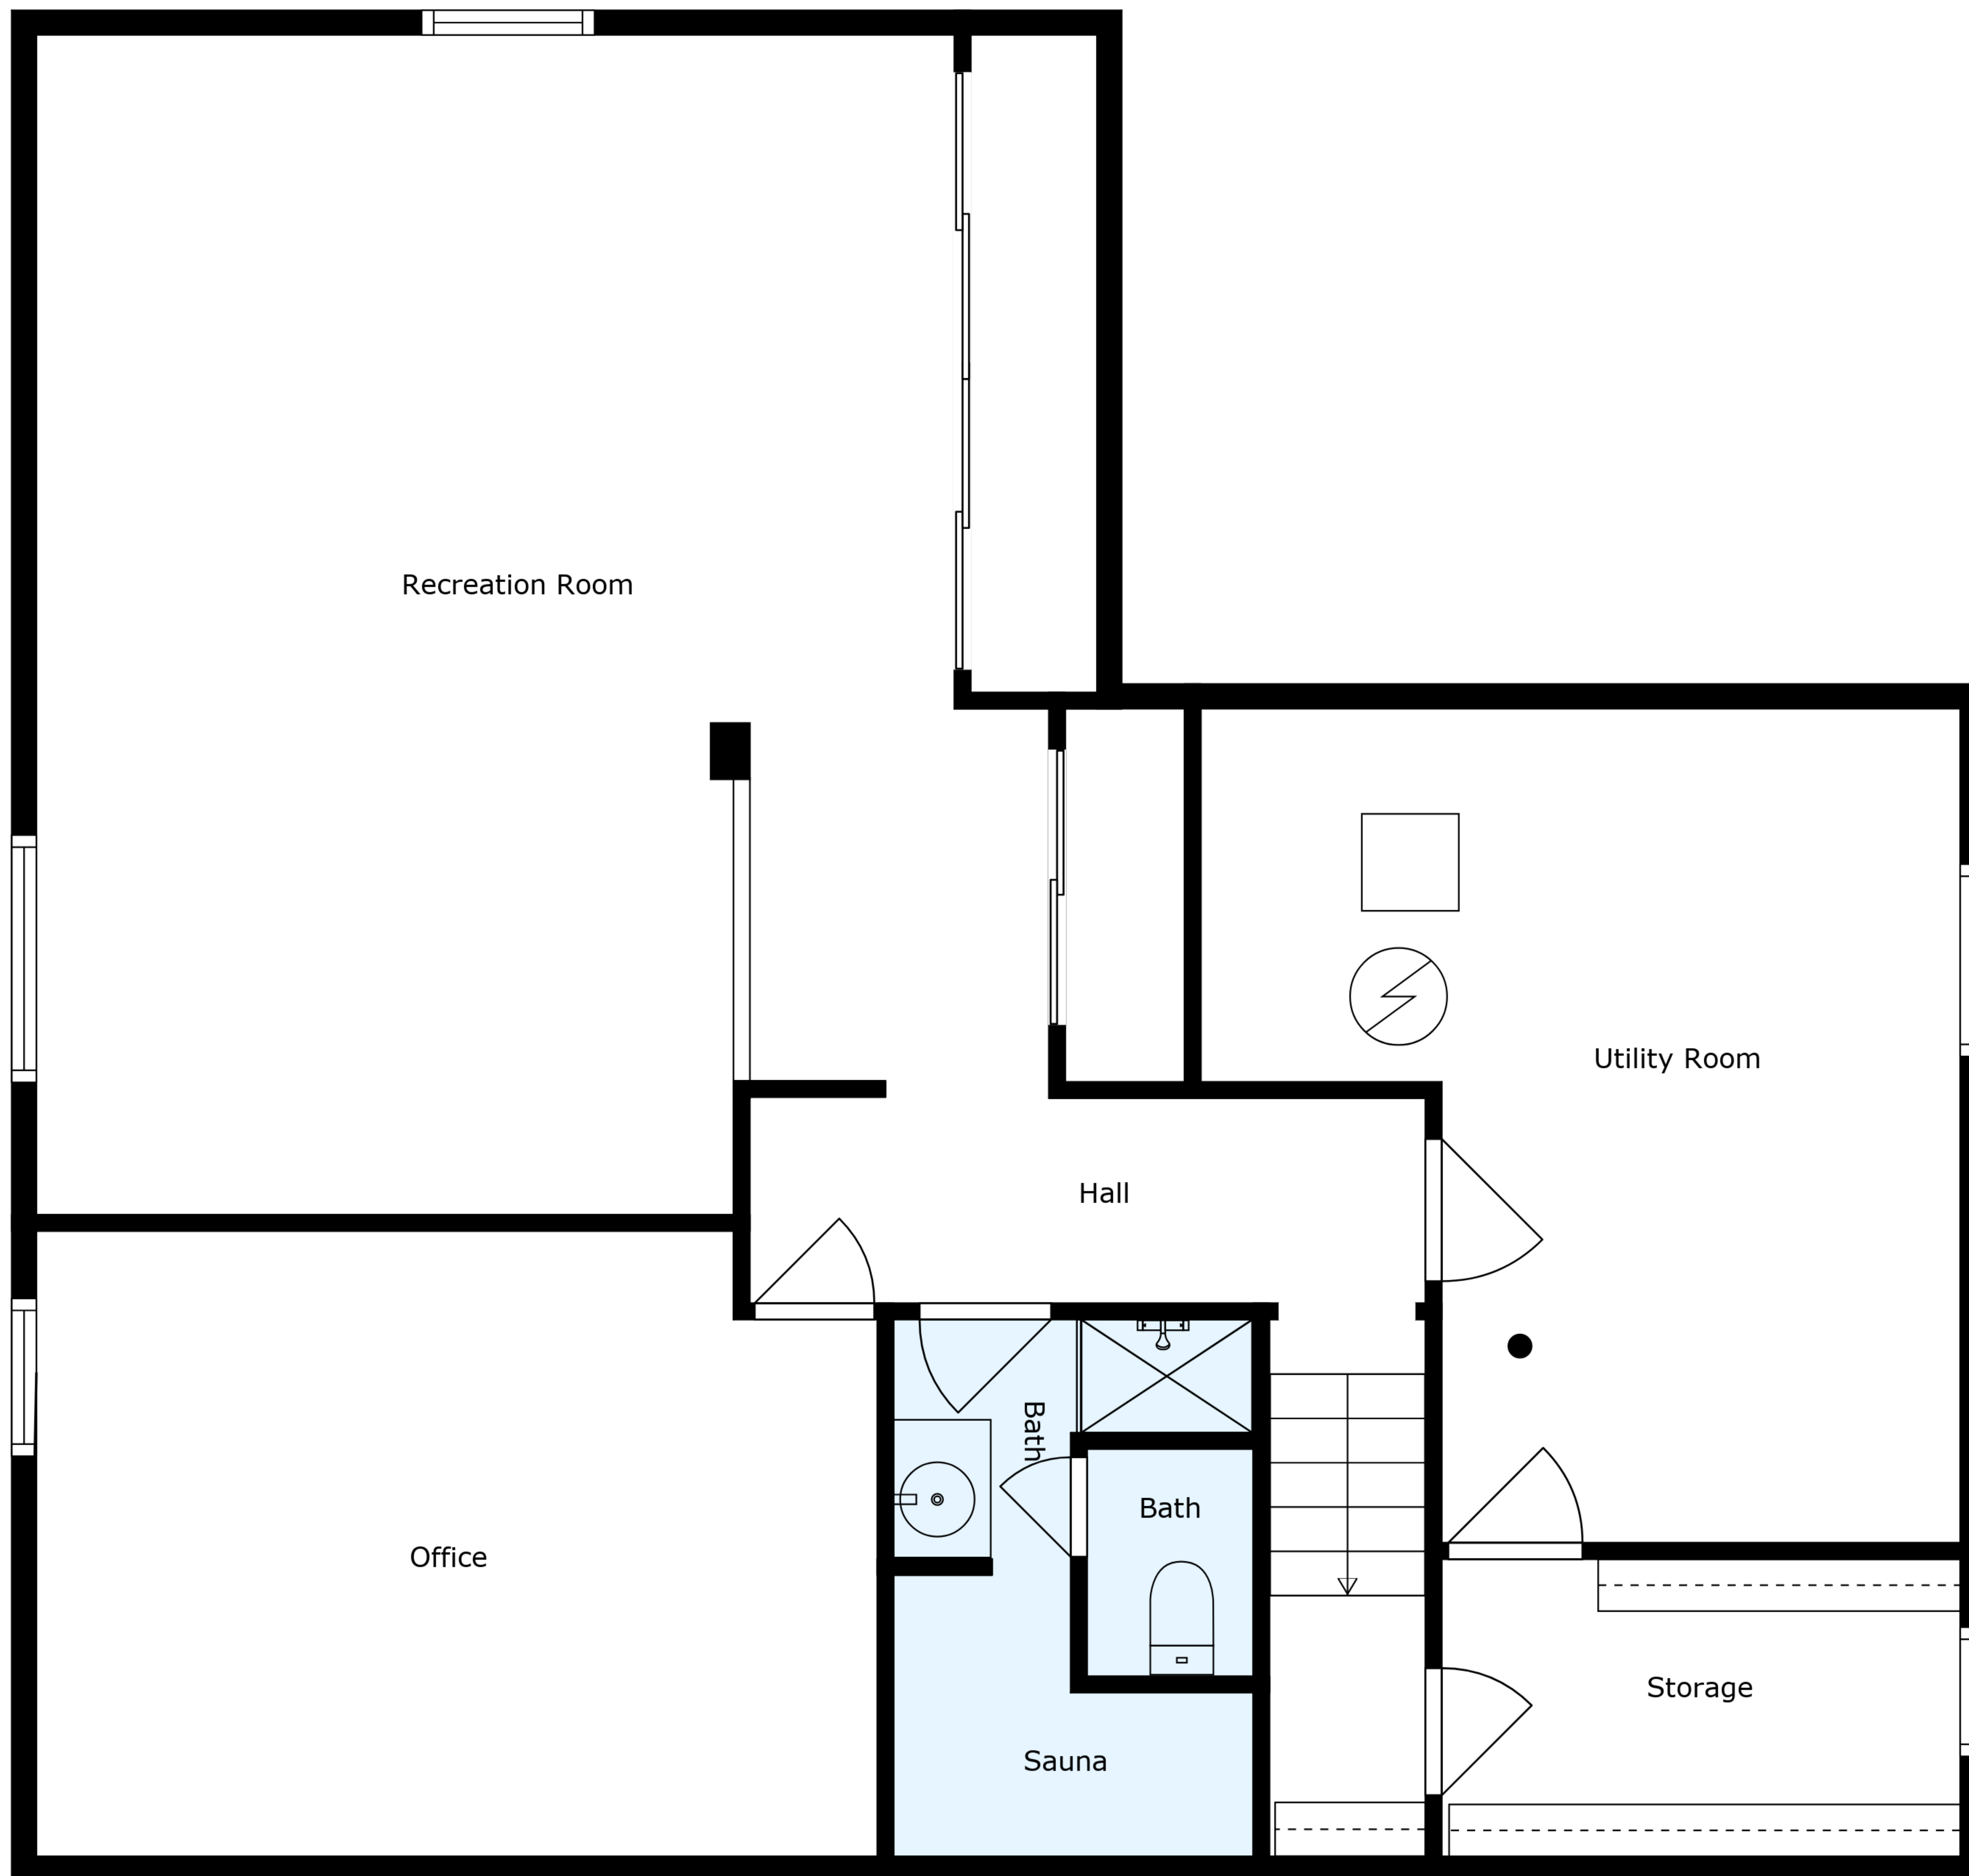 Recreation Room
Utility Room
Hall
Bath
Bath
Office
Storage
Sauna